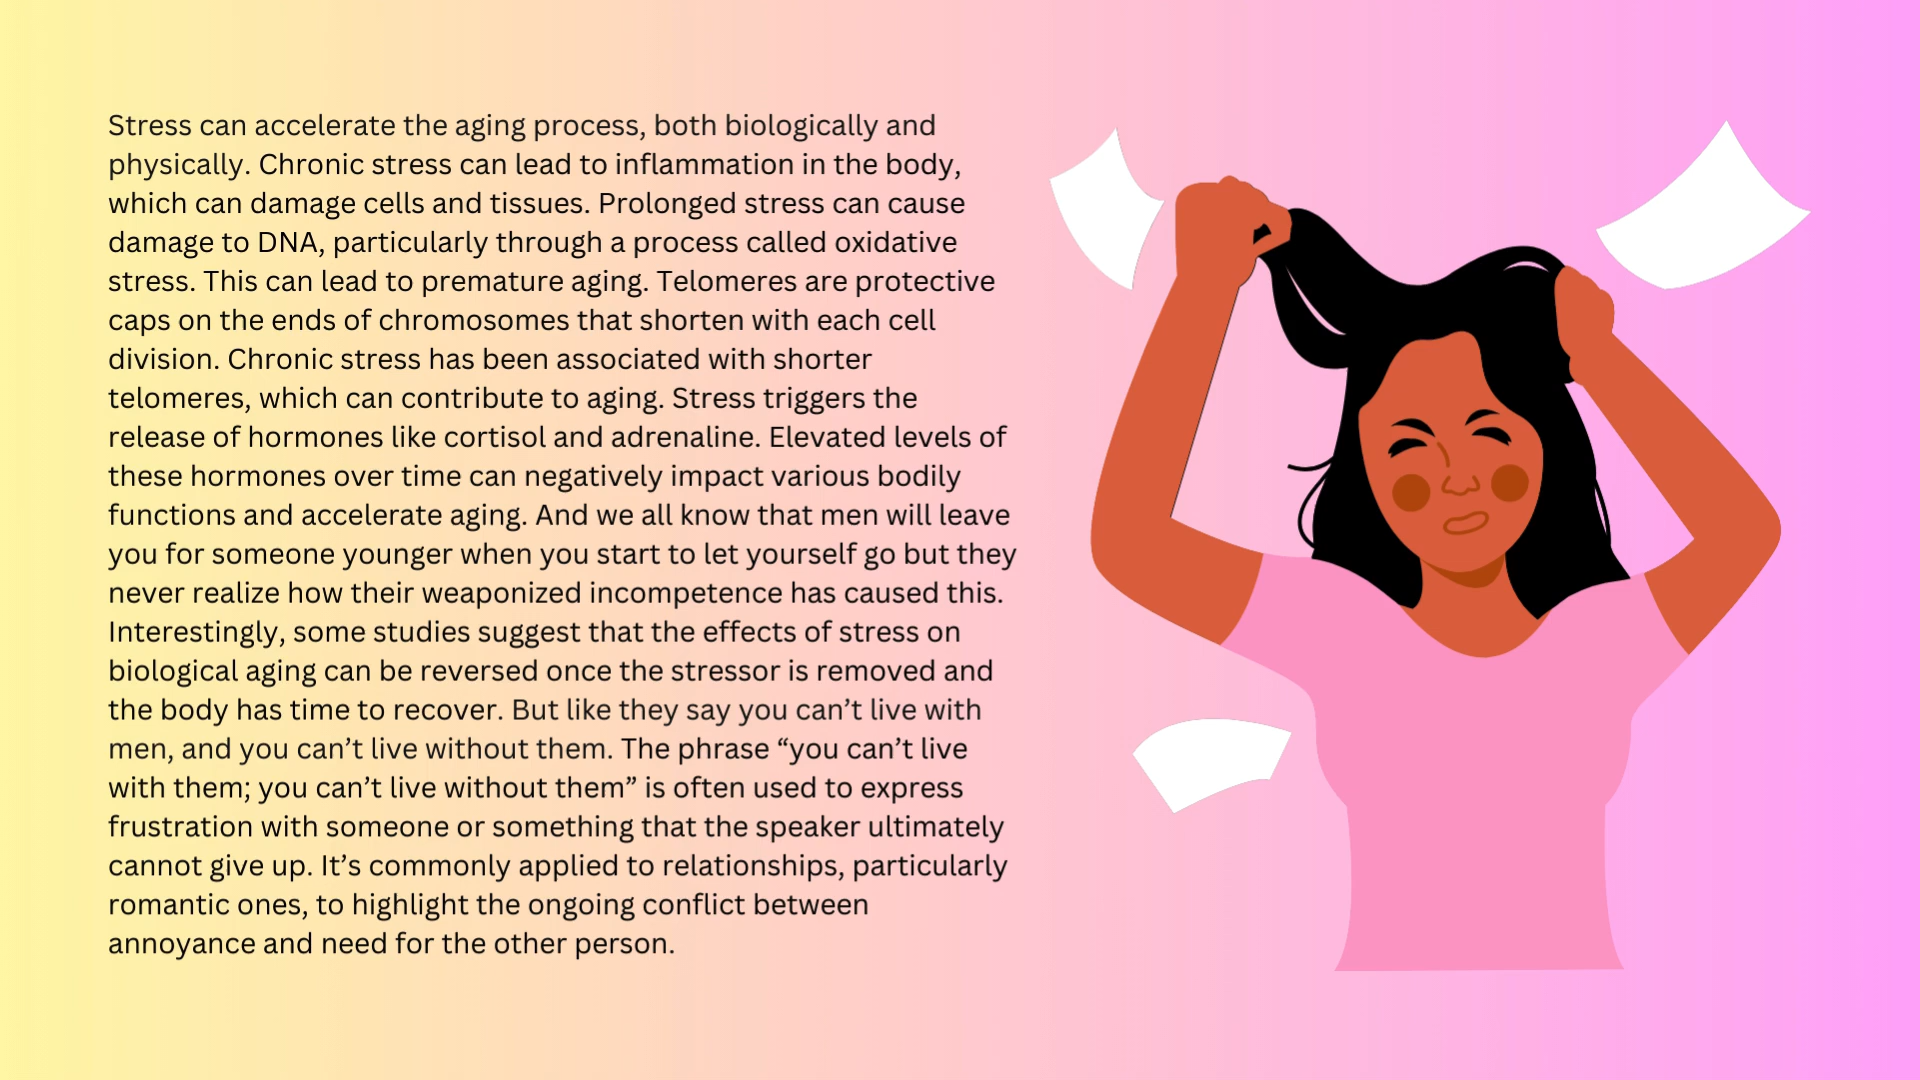 Stress can accelerate the aging process, both biologically and
physically. Chronic stress can lead to inflammation in the body,
which can damage cells and tissues. Prolonged stress can cause
damage to DNA, particularly through a process called oxidative
stress. This can lead to premature aging. Telomeres are protective
caps on the ends of chromosomes that shorten with each cell
division. Chronic stress has been associated with shorter
telomeres, which can contribute to aging. Stress triggers the
release of hormones like cortisol and adrenaline. Elevated levels of
these hormones over time can negatively impact various bodily
functions and accelerate aging. And we all know that men will leave
you for someone younger when you start to let yourself go but they
never realize how their weaponized incompetence has caused this.
Interestingly, some studies suggest that the effects of stress on
biological aging can be reversed once the stressor is removed and
the body has time to recover. But like they say you can’t live with
men, and you can’t live without them. The phrase “you can’t live
with them; you can’t live without them” is often used to express
frustration with someone or something that the speaker ultimately
cannot give up. It’s commonly applied to relationships, particularly
romantic ones, to highlight the ongoing conflict between
annoyance and need for the other person.